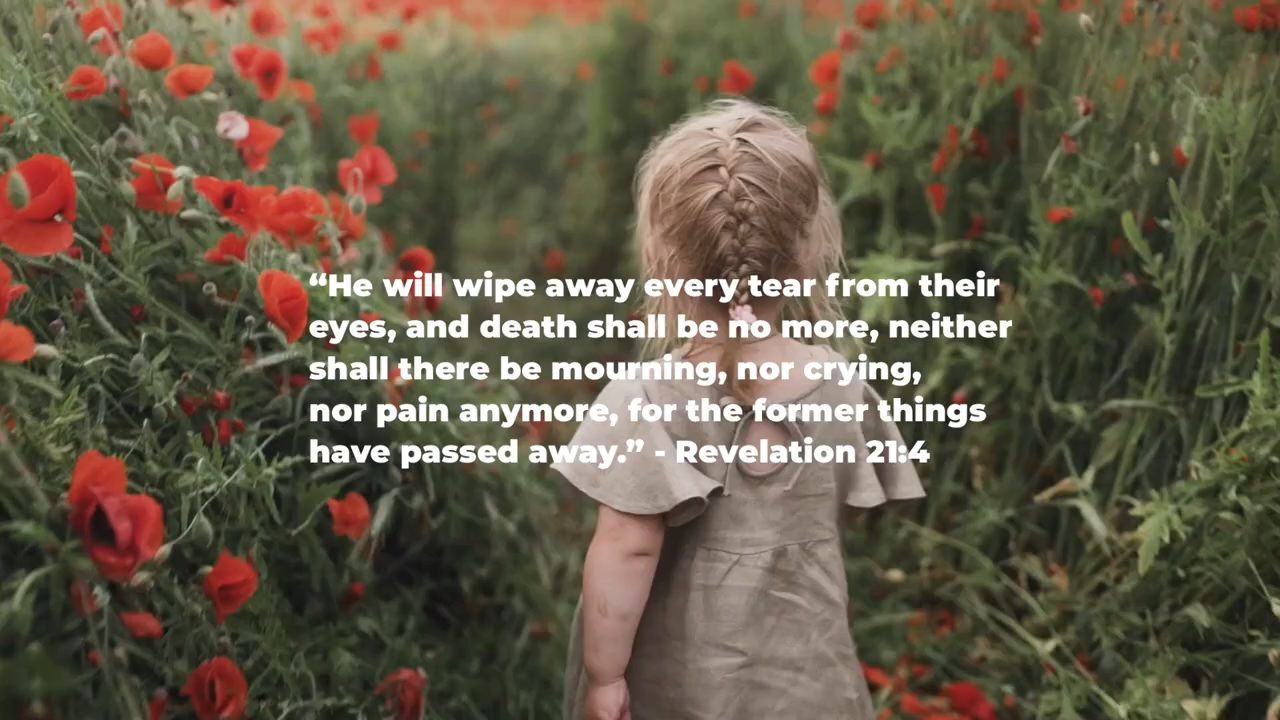 “He will wipe away every tear from their
eyes, and death shall be no more, neither
shall there be mourning, nor crying,
nor pain anymore, for the former things
have passed away.” - Revelation 21:4